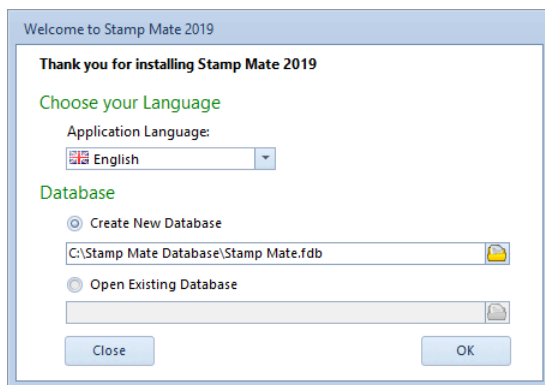 Welcome to Stamp Mate 2019
Thank you for installing Stamp Mate 2019
Choose your Language
Application Language:
English
Database
Create New Database
C:\Stamp Mate Database\Stamp Mate.fdb
Open Existing Database
Close OK